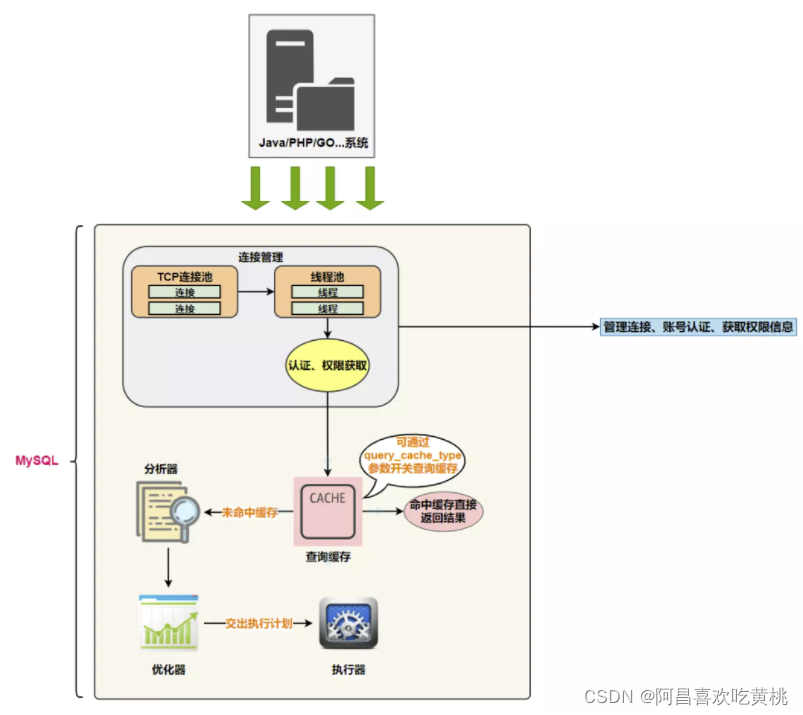 Java/PHP/GO...系统
连接管理
TCP连接池
连接
连接
线程池
线程
线程
管理连接、账号认证、获取权限信息
认证、权限获取
MySQL
可通过
query_cache_type
参数开关查询缓存
分析器
未命中缓存
CACHE
命中缓存直接
返回结果
查询缓存
交出执行计划
优化器
执行器
CSDN @阿昌喜欢吃黄桃